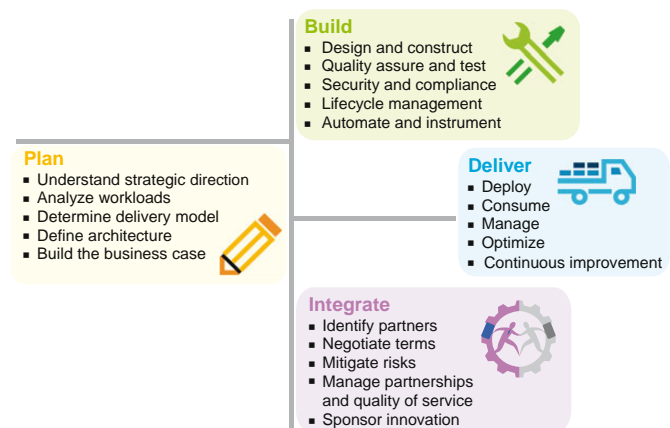 Build
▪ Design and construct
▪ Quality assure and test
▪ Security and compliance
▪ Lifecycle management
▪ Automate and instrument
Plan
▪ Understand strategic direction
▪ Analyze workloads
▪ Determine delivery model
▪ Define architecture
▪ Build the business case
Deliver
▪ Deploy
▪ Consume
▪ Manage
▪ Optimize
▪ Continuous improvement
Integrate
▪ Identify partners
▪ Negotiate terms
▪ Mitigate risks
▪ Manage partnerships
and quality of service
▪ Sponsor innovation